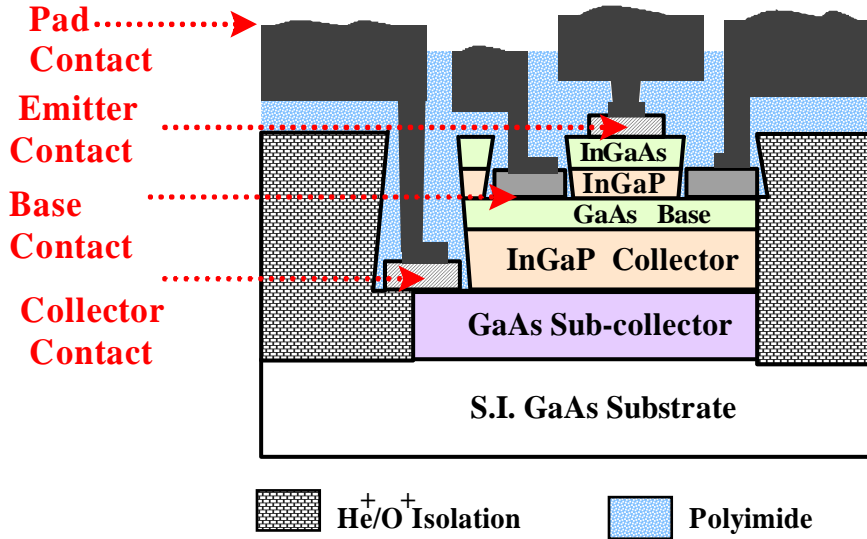 Pad
Contact
Emitter
Contact
Base
Contact
Collector
Contact
InGaAs
InGaP
GaAs Base
InGaP Collector
GaAs Sub-collector
S.I. GaAs Substrate
He+/O+Isolation
Polyimide